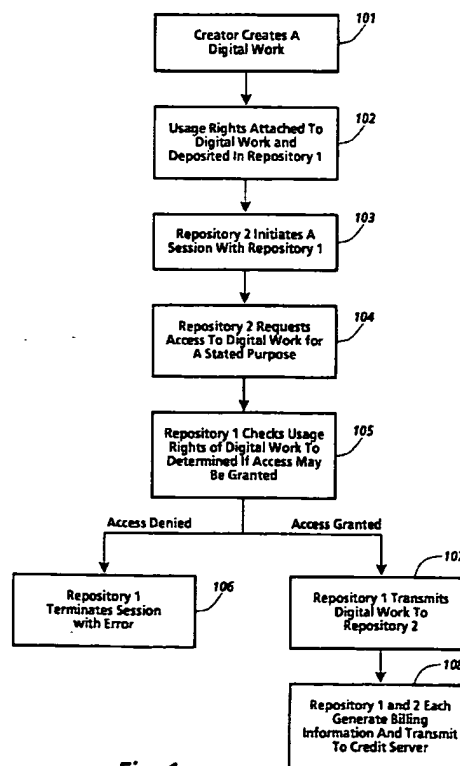 101
Creator Creates A
Digital Work
102
Usage Rights Attached To
Digital Work and
Deposited In Repository 1
103
Repository 2 Initiates A
Session With Repository 1
104
Repository 2 Requests
Access To Digital Work for
A Stated Purpose
105
Repository 1 Checks Usage
Rights of Digital Work To
Determined If Access May
Be Granted
Access Denied
Access Granted
106
Repository 1
Terminates Session
with Error
107
Repository 1 Transmits
Digital Work To
Repository 2
108
Repository 1 and 2 Each
Generate Billing
Information And Transmit
To Credit Server